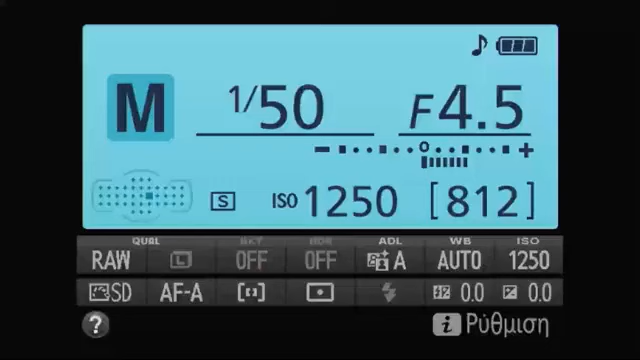 M 1/50 F4.5
S ISO 1250 [812]
QUAL BKT HDR ADL WB ISO
RAW L OFF OFF A AUTO 1250
SD AF-A 0.0 0.0
? i Ρύθμιση